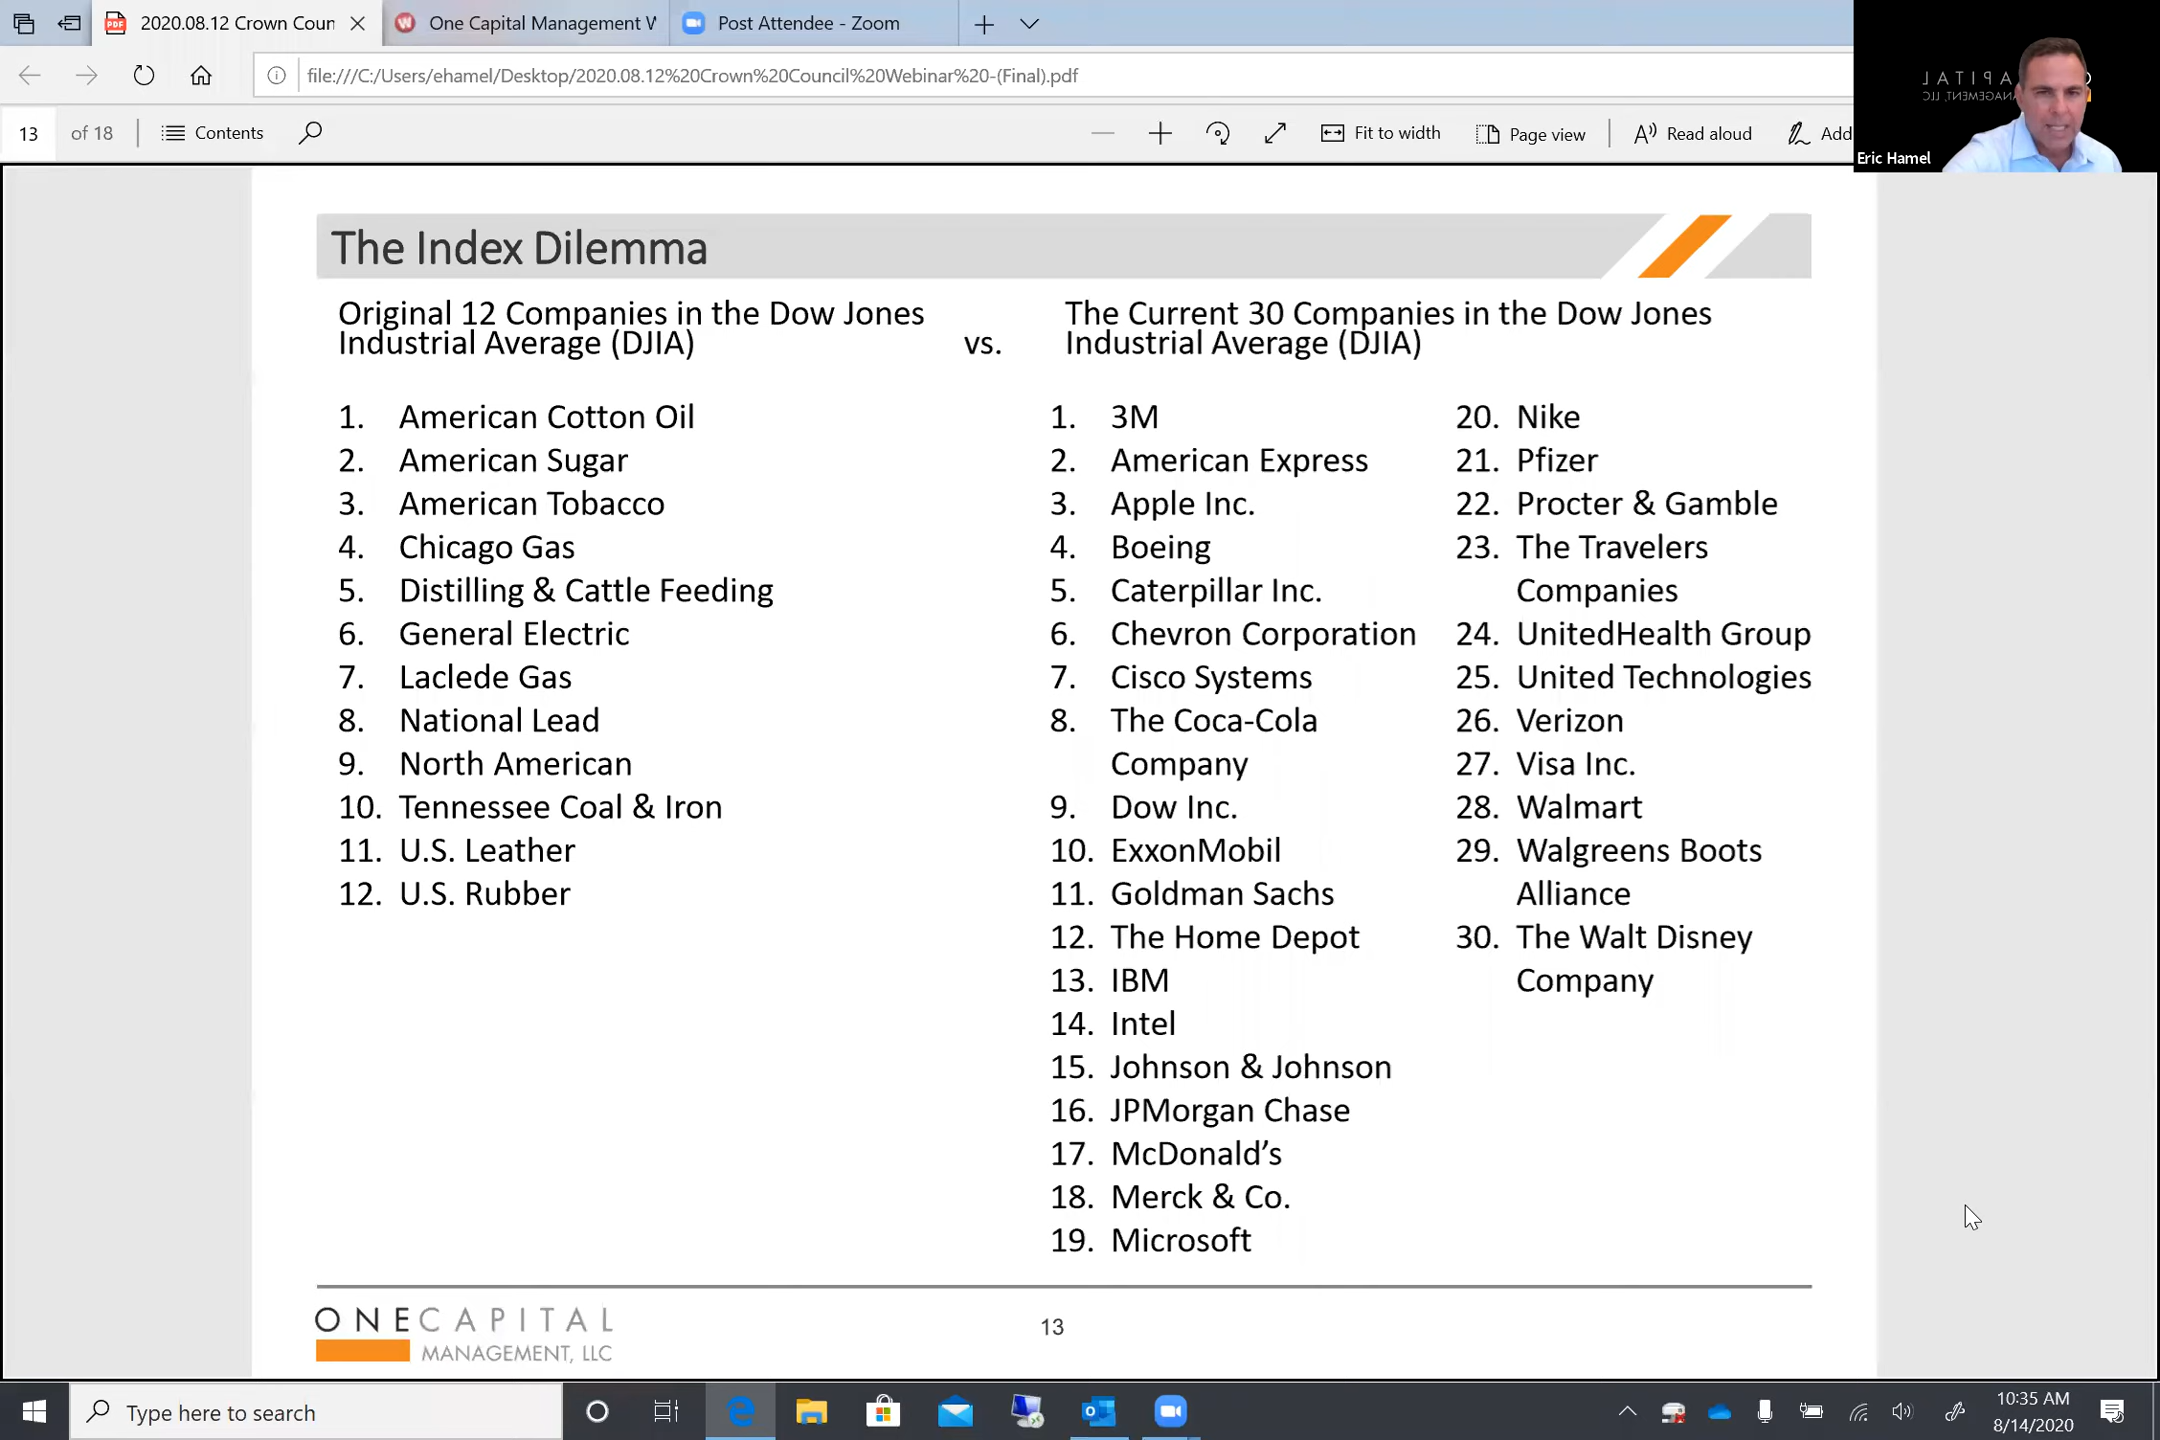 2020.08.12 Crown Coun
One Capital Management W
Post Attendee - Zoom
file:///C:/Users/ehamel/Desktop/2020.08.12%20Crown%20Council%20Webinar%20-(Final).pdf
13 of 18
Contents
Fit to width
Page view
Read aloud
Add
CAPITAL
MANAGEMENT, LLC
Eric Hamel
The Index Dilemma
Original 12 Companies in the Dow Jones
Industrial Average (DJIA)
vs.
The Current 30 Companies in the Dow Jones
Industrial Average (DJIA)
1. American Cotton Oil
2. American Sugar
3. American Tobacco
4. Chicago Gas
5. Distilling & Cattle Feeding
6. General Electric
7. Laclede Gas
8. National Lead
9. North American
10. Tennessee Coal & Iron
11. U.S. Leather
12. U.S. Rubber
1. 3M
2. American Express
3. Apple Inc.
4. Boeing
5. Caterpillar Inc.
6. Chevron Corporation
7. Cisco Systems
8. The Coca-Cola
Company
9. Dow Inc.
10. ExxonMobil
11. Goldman Sachs
12. The Home Depot
13. IBM
14. Intel
15. Johnson & Johnson
16. JPMorgan Chase
17. McDonald’s
18. Merck & Co.
19. Microsoft
20. Nike
21. Pfizer
22. Procter & Gamble
23. The Travelers
Companies
24. UnitedHealth Group
25. United Technologies
26. Verizon
27. Visa Inc.
28. Walmart
29. Walgreens Boots
Alliance
30. The Walt Disney
Company
ONECAPITAL
MANAGEMENT, LLC
13
Type here to search
10:35 AM
8/14/2020